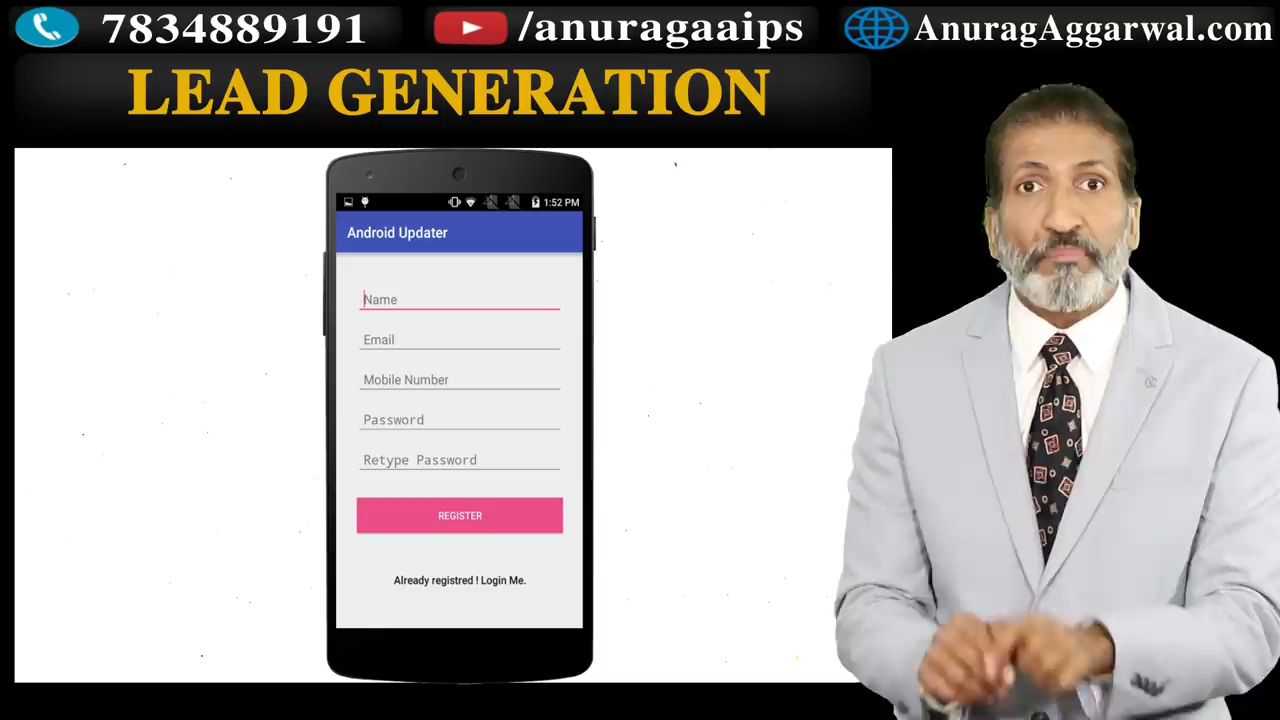 7834889191
/anuragaaips
AnuragAggarwal.com
LEAD GENERATION
1:52 PM
Android Updater
Name
Email
Mobile Number
Password
Retype Password
REGISTER
Already registred ! Login Me.